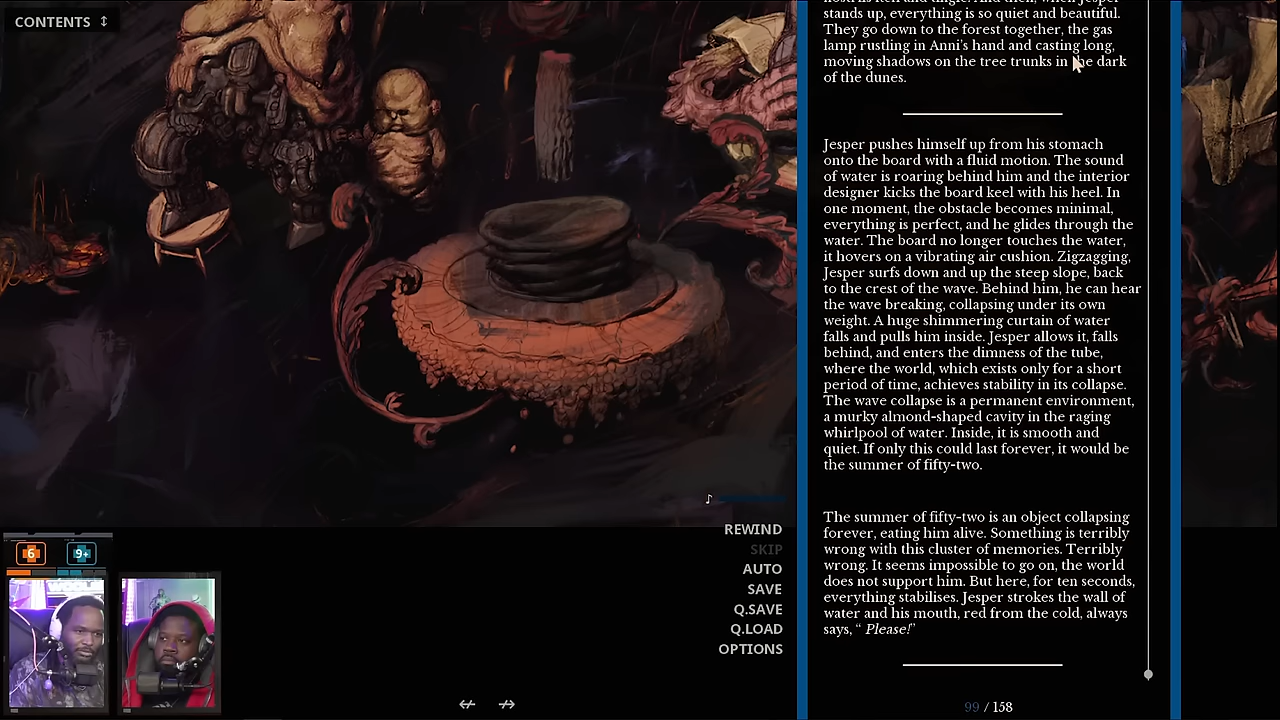 CONTENTS
stands up, everything is so quiet and beautiful.
They go down to the forest together, the gas
lamp rustling in Anni's hand and casting long,
moving shadows on the tree trunks in the dark
of the dunes.
Jesper pushes himself up from his stomach
onto the board with a fluid motion. The sound
of water is roaring behind him and the interior
designer kicks the board keel with his heel. In
one moment, the obstacle becomes minimal,
everything is perfect, and he glides through the
water. The board no longer touches the water,
it hovers on a vibrating air cushion. Zigzagging,
Jesper surfs down and up the steep slope, back
to the crest of the wave. Behind him, he can hear
the wave breaking, collapsing under its own
weight. A huge shimmering curtain of water
falls and pulls him inside. Jesper allows it, falls
behind, and enters the dimness of the tube,
where the world, which exists only for a short
period of time, achieves stability in its collapse.
The wave collapse is a permanent environment,
a murky almond-shaped cavity in the raging
whirlpool of water. Inside, it is smooth and
quiet. If only this could last forever, it would be
the summer of fifty-two.
The summer of fifty-two is an object collapsing
forever, eating him alive. Something is terribly
wrong with this cluster of memories. Terribly
wrong. It seems impossible to go on, the world
does not support him. But here, for ten seconds,
everything stabilises. Jesper strokes the wall of
water and his mouth, red from the cold, always
says, “ Please!”
99 / 158
REWIND
SKIP
AUTO
SAVE
Q.SAVE
Q.LOAD
OPTIONS
6
9+